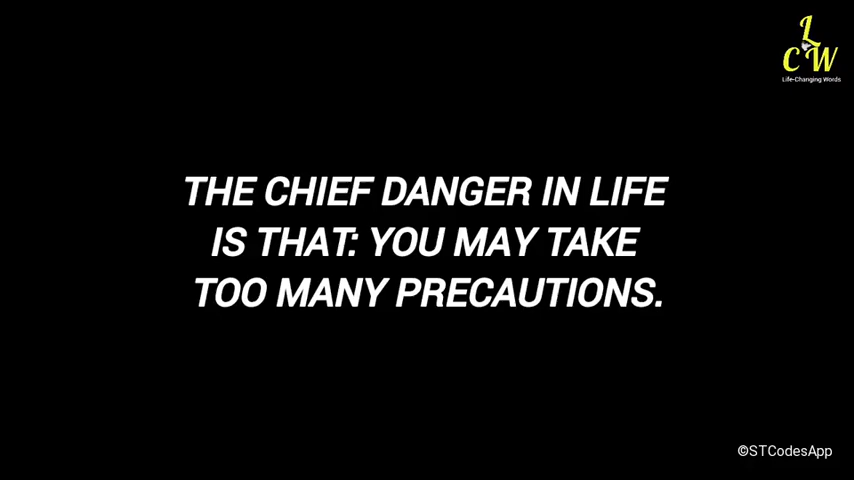 L
CW
Life-Changing Words
THE CHIEF DANGER IN LIFE
IS THAT: YOU MAY TAKE
TOO MANY PRECAUTIONS.
©STCodesApp